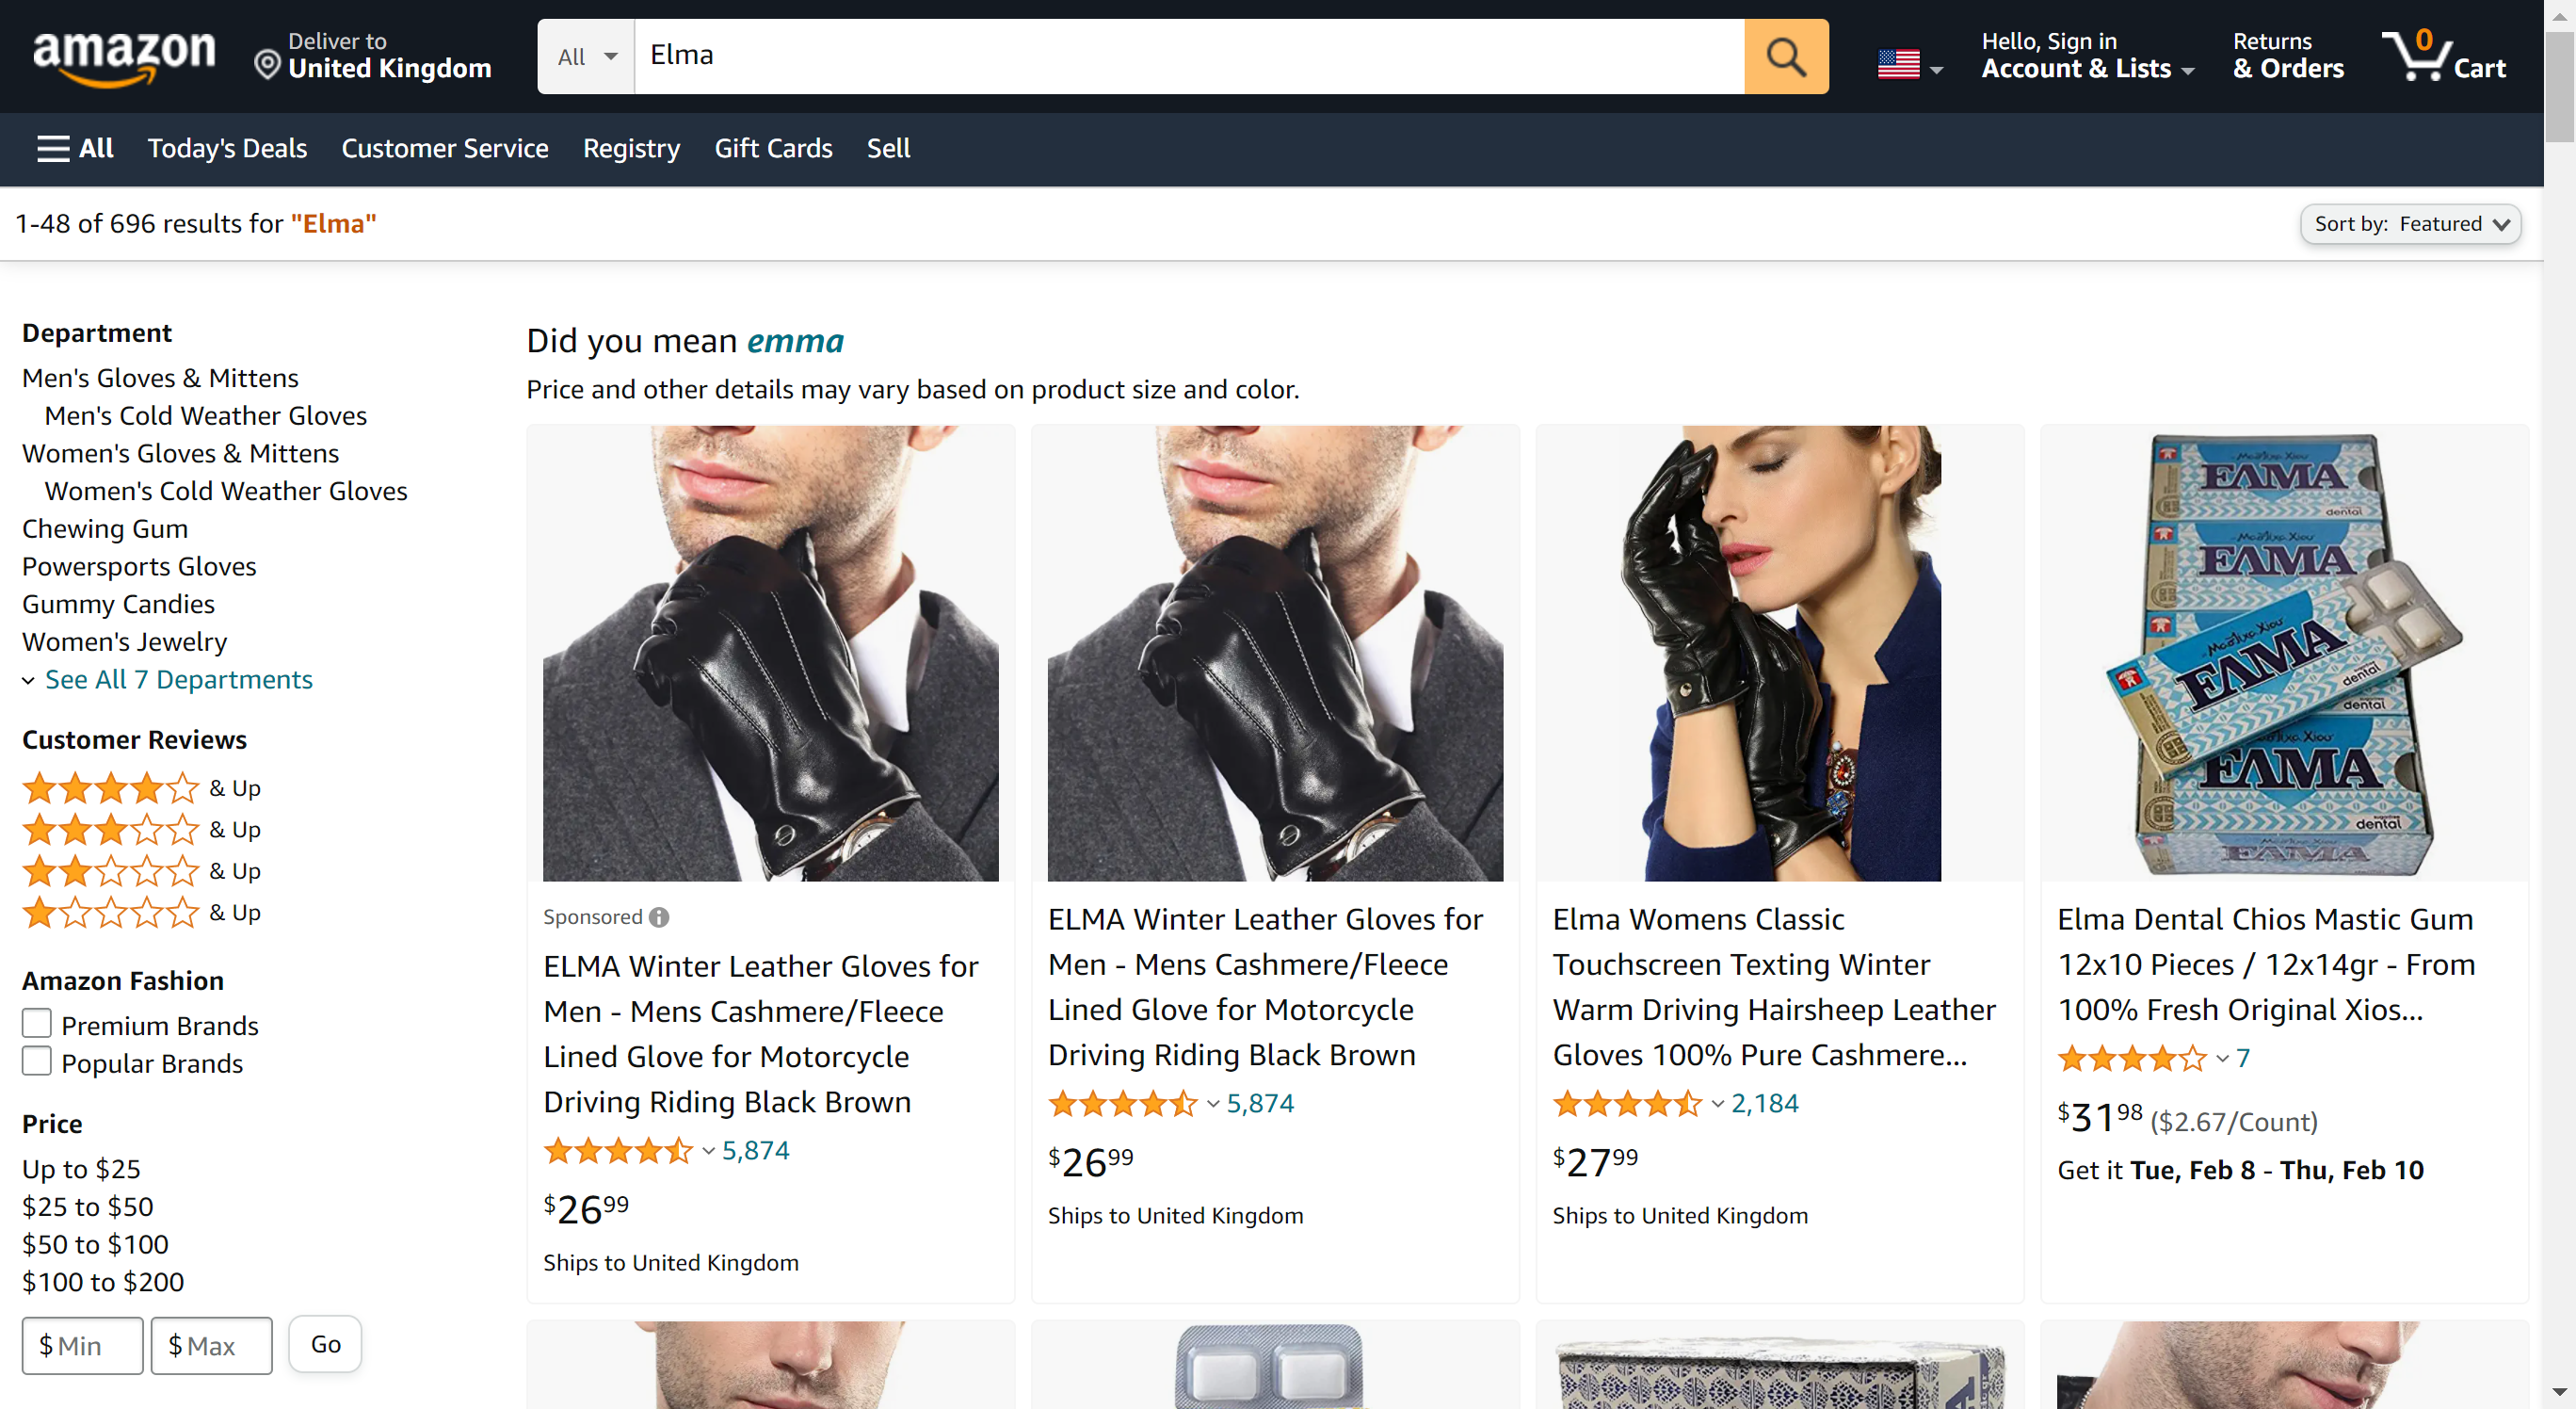 amazon
Deliver to
United Kingdom
All
Elma
Hello, Sign in
Account & Lists
Returns
& Orders
0
Cart
All
Today's Deals
Customer Service
Registry
Gift Cards
Sell
1-48 of 696 results for "Elma"
Sort by: Featured
Department
Men's Gloves & Mittens
Men's Cold Weather Gloves
Women's Gloves & Mittens
Women's Cold Weather Gloves
Chewing Gum
Powersports Gloves
Gummy Candies
Women's Jewelry
See All 7 Departments
Customer Reviews
& Up
& Up
& Up
& Up
Amazon Fashion
Premium Brands
Popular Brands
Price
Up to $25
$25 to $50
$50 to $100
$100 to $200
$ Min
$ Max
Go
Did you mean emma
Price and other details may vary based on product size and color.
Sponsored
ELMA Winter Leather Gloves for
Men - Mens Cashmere/Fleece
Lined Glove for Motorcycle
Driving Riding Black Brown
5,874
$26.99
Ships to United Kingdom
ELMA Winter Leather Gloves for
Men - Mens Cashmere/Fleece
Lined Glove for Motorcycle
Driving Riding Black Brown
5,874
$26.99
Ships to United Kingdom
Elma Womens Classic
Touchscreen Texting Winter
Warm Driving Hairsheep Leather
Gloves 100% Pure Cashmere...
2,184
$27.99
Ships to United Kingdom
ΕΛΜΑ
dental
ΕΛΜΑ
Μαστίχα Χίου
ΕΛΜΑ
dental
dental
ΕΛΜΑ
dental
ΕΛΜΑ
Elma Dental Chios Mastic Gum
12x10 Pieces / 12x14gr - From
100% Fresh Original Xios...
7
$31.98 ($2.67/Count)
Get it Tue, Feb 8 - Thu, Feb 10